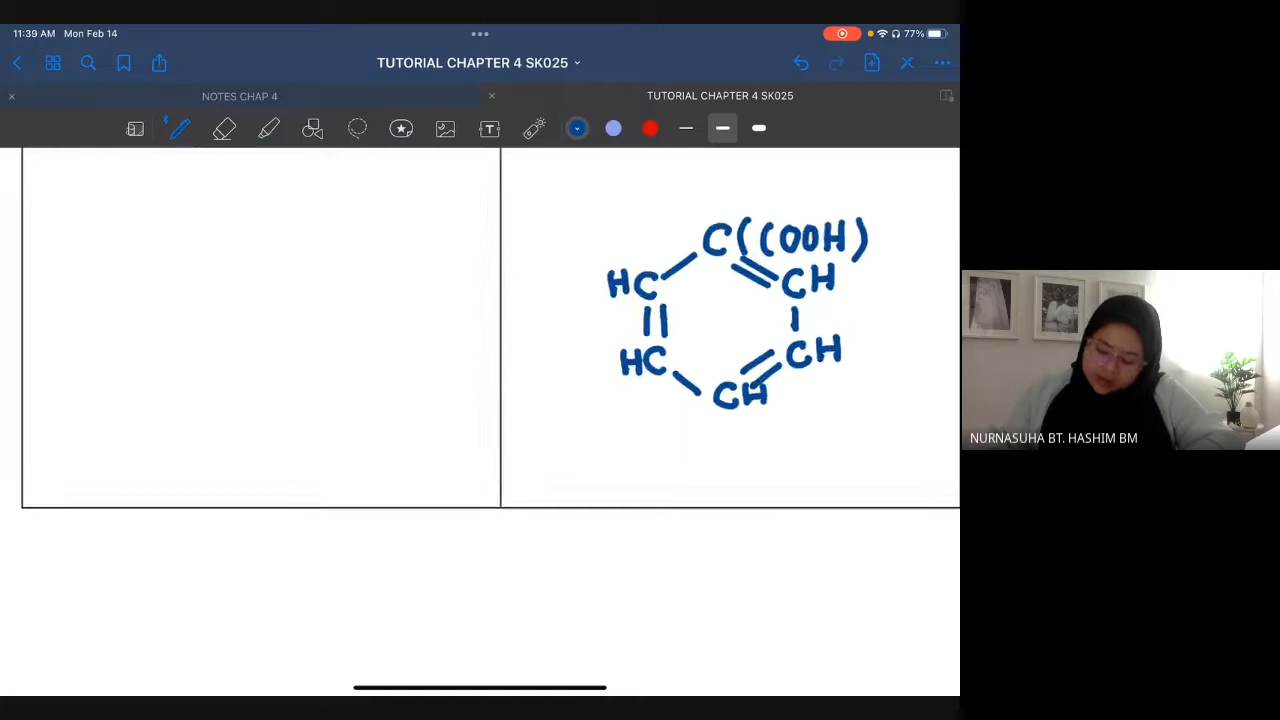 11:39 AM Mon Feb 14
77%
TUTORIAL CHAPTER 4 SK025
NOTES CHAP 4
TUTORIAL CHAPTER 4 SK025
T
C((OOH)
HC
CH
HC
CH
CH
NURNASUHA BT. HASHIM BM